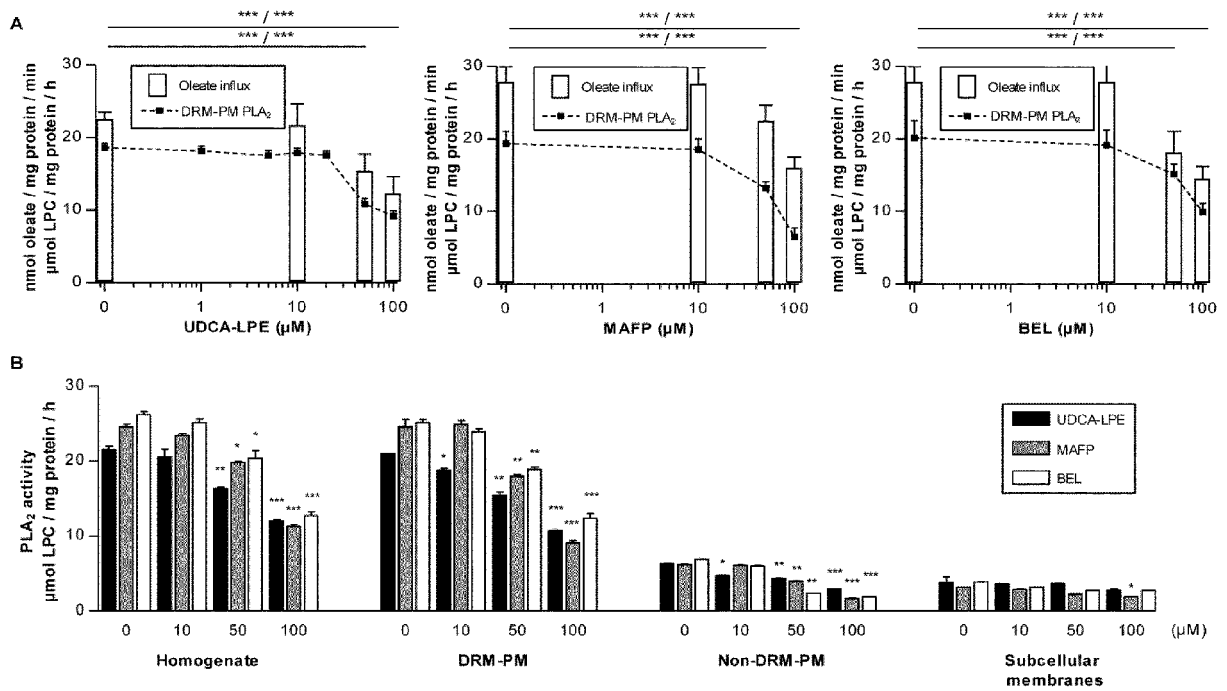 A
*** / ***
*** / ***
Oleate influx
DRM-PM PLA₂
nmol oleate / mg protein / min
µmol LPC / mg protein / h
30
20
10
0
0 1 10 100
UDCA-LPE (µM)
*** / ***
*** / ***
Oleate influx
DRM-PM PLA₂
nmol oleate / mg protein / min
µmol LPC / mg protein / h
30
20
10
0
0 1 10 100
MAFP (µM)
*** / ***
*** / ***
Oleate influx
DRM-PM PLA₂
nmol oleate / mg protein / min
µmol LPC / mg protein / h
30
20
10
0
0 1 10 100
BEL (µM)
B
PLA₂ activity
µmol LPC / mg protein / h
30
20
10
0
UDCA-LPE
MAFP
BEL
** * * *** *** ***
* ** ** ** *** *** ***
* ** ** ** *** *** ***
*
0 10 50 100 0 10 50 100 0 10 50 100 0 10 50 100 (µM)
Homogenate DRM-PM Non-DRM-PM Subcellular
membranes